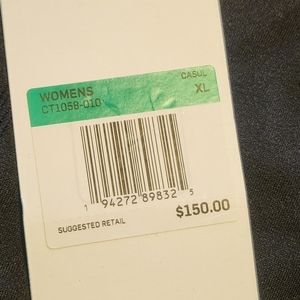 CASUL
WOMENS XL
CT1058-010
1 94272 89832 5
SUGGESTED RETAIL $150.00